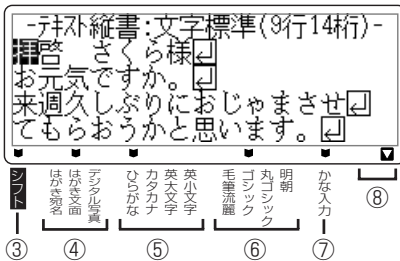 -ﾃｷｽﾄ縦書:文字標準(9行14桁)-
拝啓　さくら様↵
お元気ですか。↵
来週久しぶりにおじゃまさせ↵
てもらおうかと思います。↵
シフト
はがき宛名
はがき文面
デジタル写真
ひらがな
カタカナ
英大文字
英小文字
毛筆流麗
ゴシック
丸ゴシック
明朝
かな入力
③
④
⑤
⑥
⑦
⑧